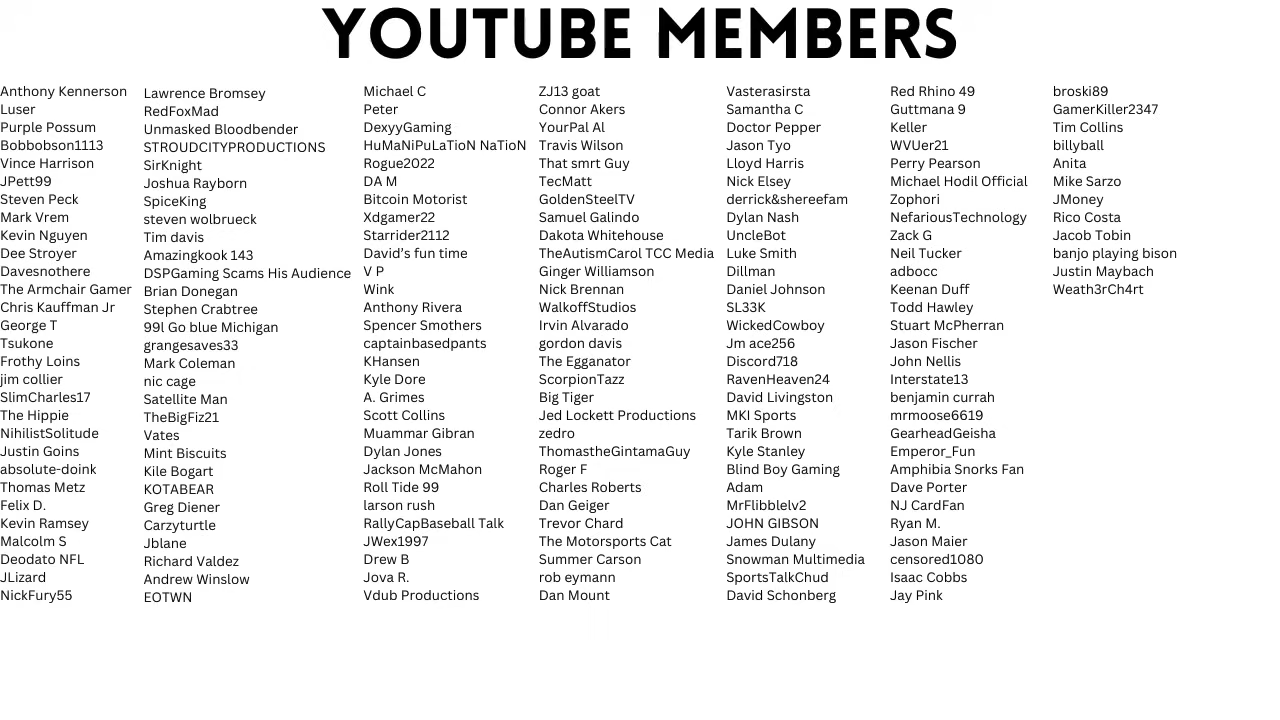 YOUTUBE MEMBERS
Anthony Kennerson
Luser
Purple Possum
Bobbobson1113
Vince Harrison
JPett99
Steven Peck
Mark Vrem
Kevin Nguyen
Dee Stroyer
Davesnothere
The Armchair Gamer
Chris Kauffman Jr
George T
Tsukone
Frothy Loins
jim collier
SlimCharles17
The Hippie
NihilistSolitude
Justin Goins
absolute-doink
Thomas Metz
Felix D.
Kevin Ramsey
Malcolm S
Deodato NFL
JLizard
NickFury55
Lawrence Bromsey
RedFoxMad
Unmasked Bloodbender
STROUDCITYPRODUCTIONS
SirKnight
Joshua Rayborn
SpiceKing
steven wolbrueck
Tim davis
Amazingkook 143
DSPGaming Scams His Audience
Brian Donegan
Stephen Crabtree
99l Go blue Michigan
grangesaves33
Mark Coleman
nic cage
Satellite Man
TheBigFiz21
Vates
Mint Biscuits
Kile Bogart
KOTABEAR
Greg Diener
Carzyturtle
Jblane
Richard Valdez
Andrew Winslow
EOTWN
Michael C
Peter
DexyyGaming
HuMaNiPuLaTioN NaTioN
Rogue2022
DA M
Bitcoin Motorist
Xdgamer22
Starrider2112
David’s fun time
V P
Wink
Anthony Rivera
Spencer Smothers
captainbasedpants
KHansen
Kyle Dore
A. Grimes
Scott Collins
Muammar Gibran
Dylan Jones
Jackson McMahon
Roll Tide 99
larson rush
RallyCapBaseball Talk
JWex1997
Drew B
Jova R.
Vdub Productions
ZJ13 goat
Connor Akers
YourPal Al
Travis Wilson
That smrt Guy
TecMatt
GoldenSteelTV
Samuel Galindo
Dakota Whitehouse
TheAutismCarol TCC Media
Ginger Williamson
Nick Brennan
WalkoffStudios
Irvin Alvarado
gordon davis
The Egganator
ScorpionTazz
Big Tiger
Jed Lockett Productions
zedro
ThomastheGintamaGuy
Roger F
Charles Roberts
Dan Geiger
Trevor Chard
The Motorsports Cat
Summer Carson
rob eymann
Dan Mount
Vasterasirsta
Samantha C
Doctor Pepper
Jason Tyo
Lloyd Harris
Nick Elsey
derrick&shereefam
Dylan Nash
UncleBot
Luke Smith
Dillman
Daniel Johnson
SL33K
WickedCowboy
Jm ace256
Discord718
RavenHeaven24
David Livingston
MKI Sports
Tarik Brown
Kyle Stanley
Blind Boy Gaming
Adam
MrFlibblelv2
JOHN GIBSON
James Dulany
Snowman Multimedia
SportsTalkChud
David Schonberg
Red Rhino 49
Guttmana 9
Keller
WVUer21
Perry Pearson
Michael Hodil Official
Zophori
NefariousTechnology
Zack G
Neil Tucker
adbocc
Keenan Duff
Todd Hawley
Stuart McPherran
Jason Fischer
John Nellis
Interstate13
benjamin currah
mrmoose6619
GearheadGeisha
Emperor_Fun
Amphibia Snorks Fan
Dave Porter
NJ CardFan
Ryan M.
Jason Maier
censored1080
Isaac Cobbs
Jay Pink
broski89
GamerKiller2347
Tim Collins
billyball
Anita
Mike Sarzo
JMoney
Rico Costa
Jacob Tobin
banjo playing bison
Justin Maybach
Weath3rCh4rt